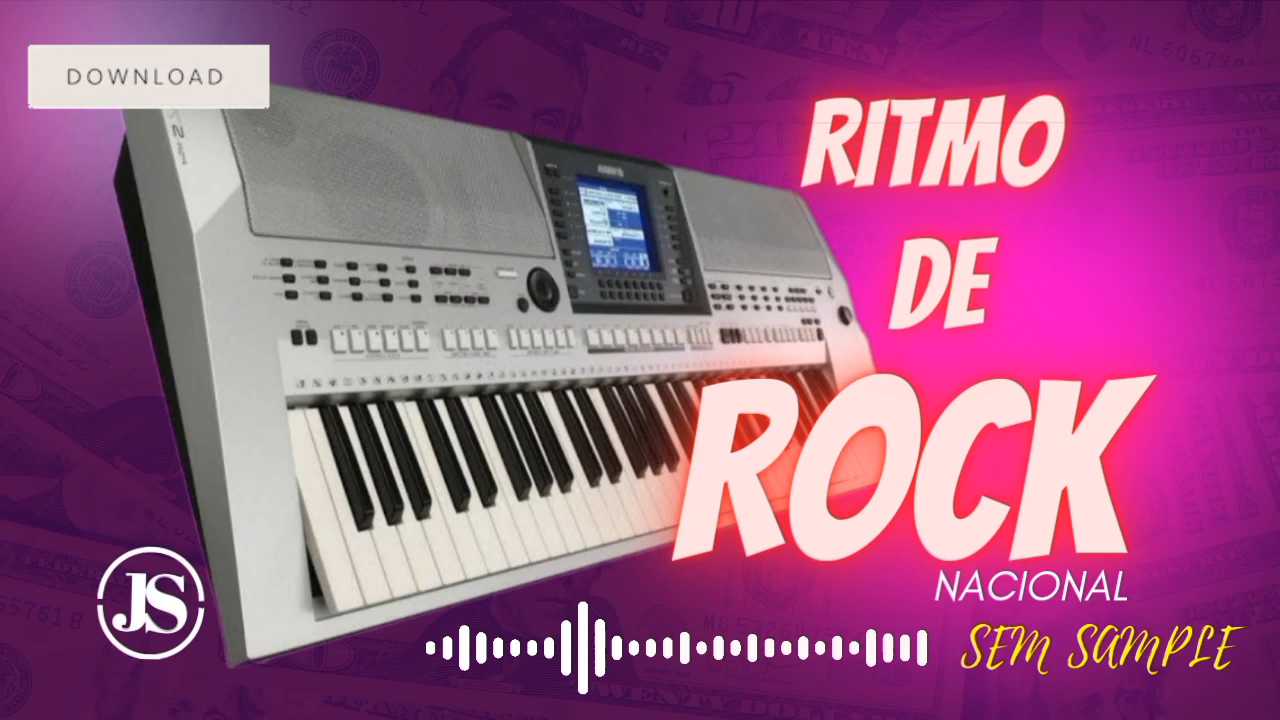 DOWNLOAD
RITMO
DE
ROCK
NACIONAL
SEM SAMPLE
JS